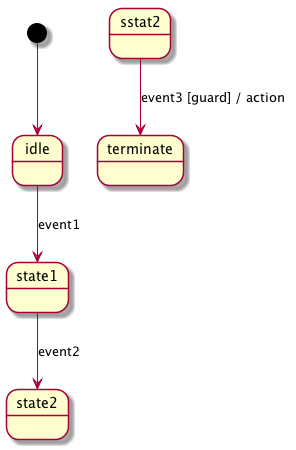 sstat2
event3 [guard] / action
idle
terminate
event1
state1
event2
state2